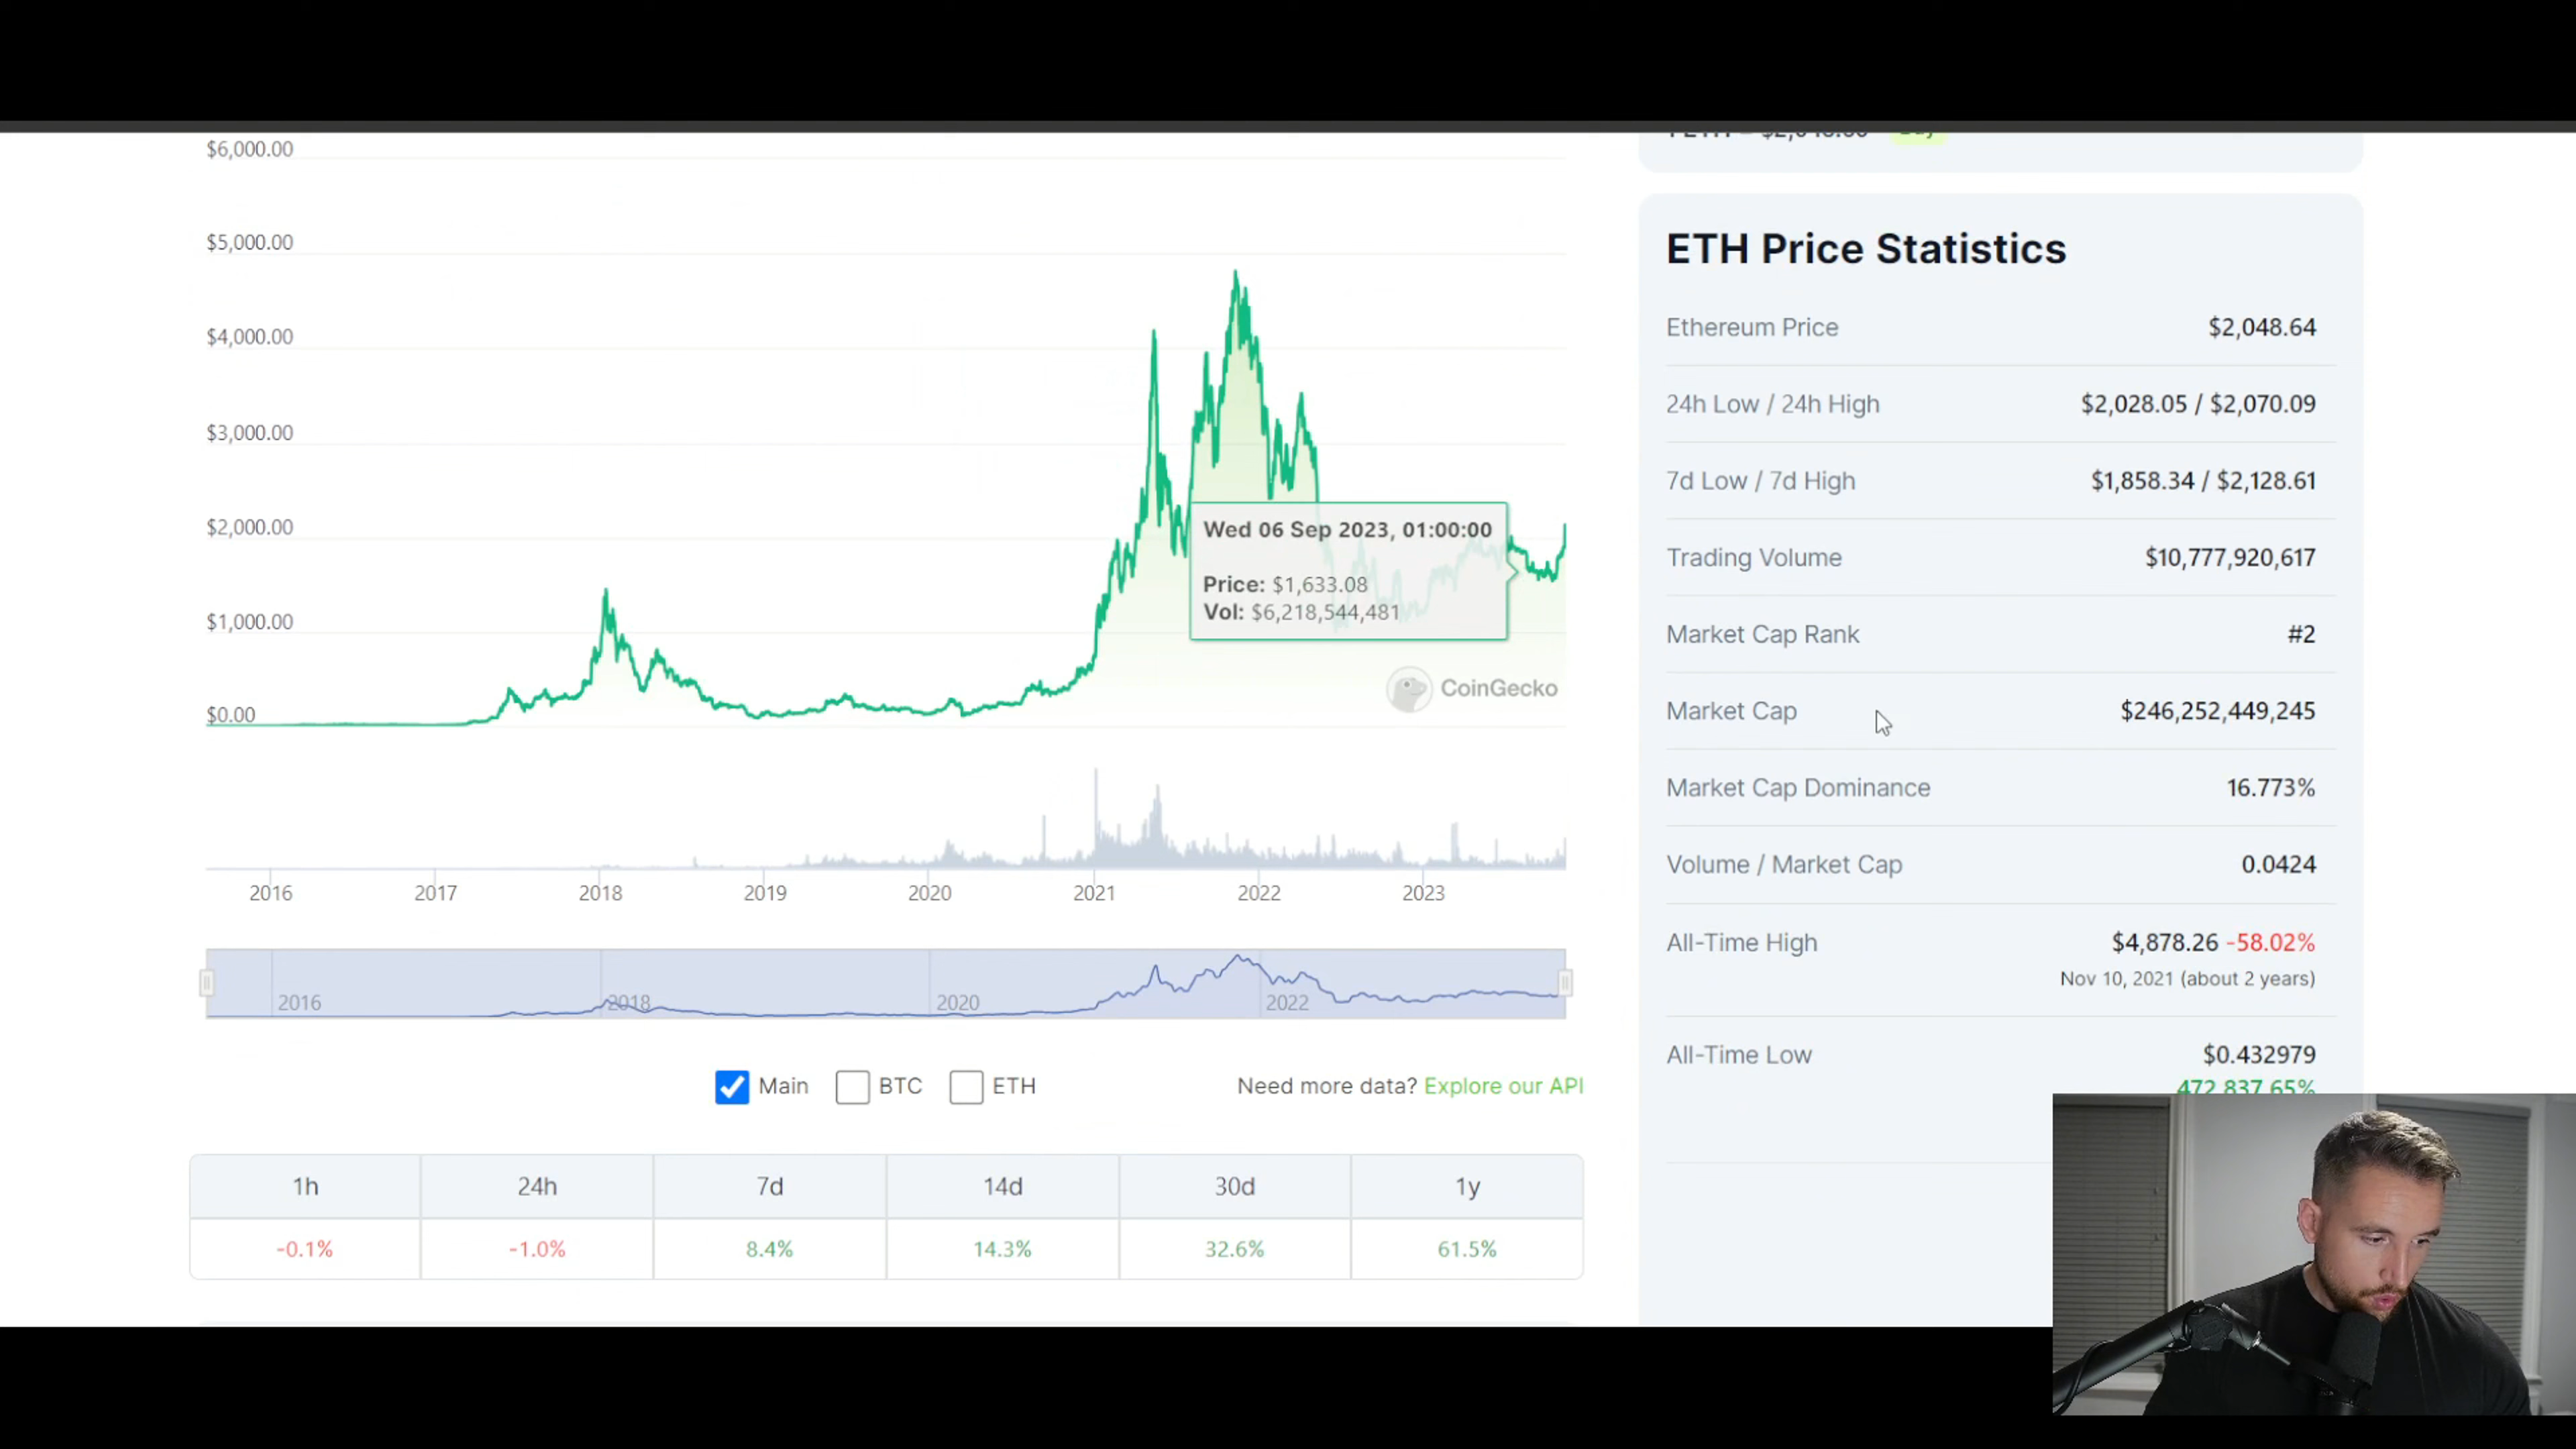 $6,000.00
$5,000.00
$4,000.00
$3,000.00
$2,000.00
$1,000.00
$0.00
Wed 06 Sep 2023, 01:00:00
Price: $1,633.08
Vol: $6,218,544,481
CoinGecko
2016 2017 2018 2019 2020 2021 2022 2023
2016 2018 2020 2022
Main BTC ETH
Need more data? Explore our API
1h 24h 7d 14d 30d 1y
-0.1% -1.0% 8.4% 14.3% 32.6% 61.5%
ETH Price Statistics
Ethereum Price $2,048.64
24h Low / 24h High $2,028.05 / $2,070.09
7d Low / 7d High $1,858.34 / $2,128.61
Trading Volume $10,777,920,617
Market Cap Rank #2
Market Cap $246,252,449,245
Market Cap Dominance 16.773%
Volume / Market Cap 0.0424
All-Time High $4,878.26 -58.02%
Nov 10, 2021 (about 2 years)
All-Time Low $0.432979
472,837.65%